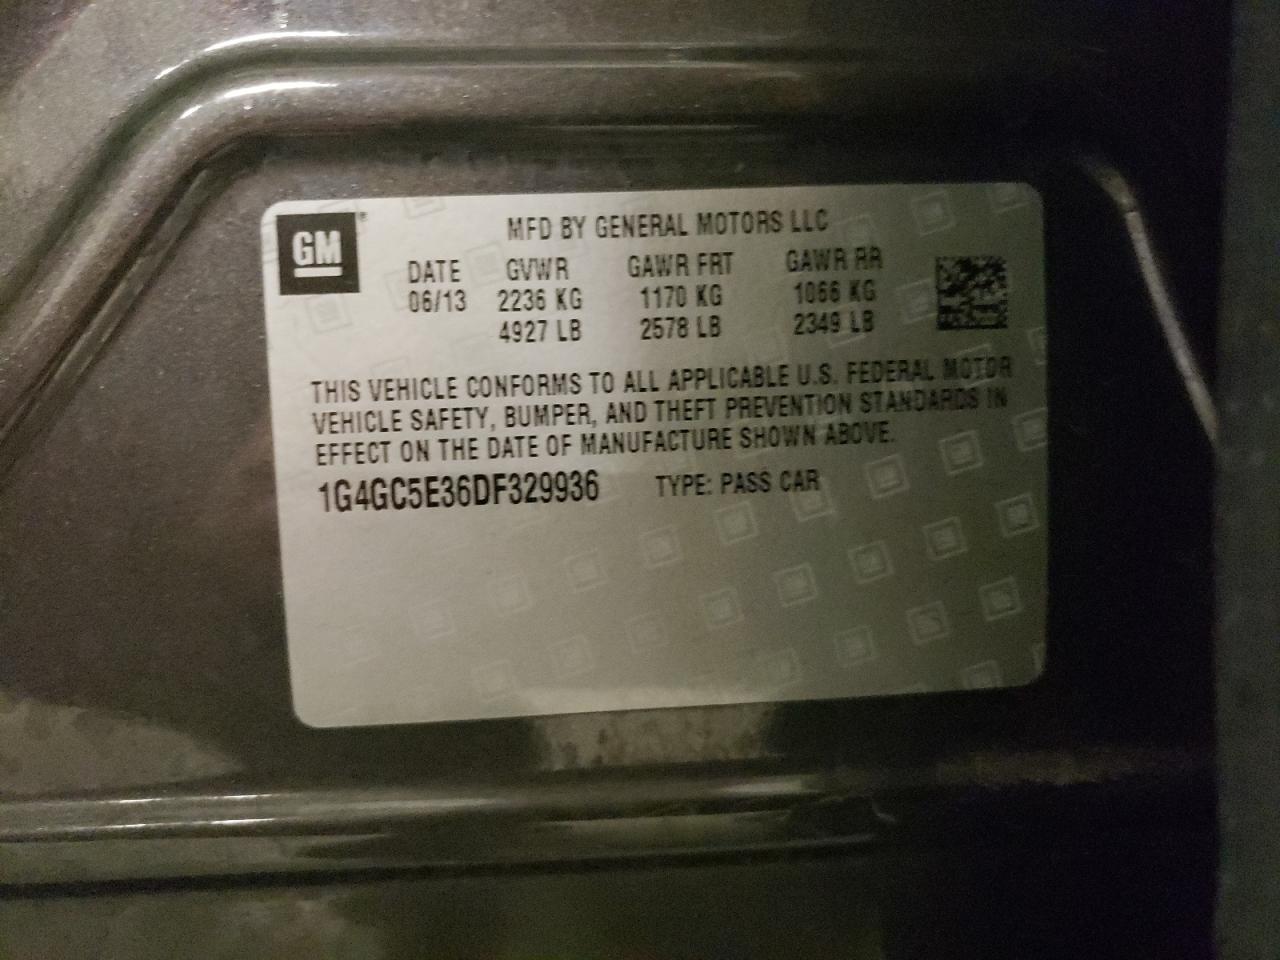 GM
MFD BY GENERAL MOTORS LLC
DATE GVWR GAWR FRT GAWR RR
06/13 2236 KG 1170 KG 1066 KG
4927 LB 2578 LB 2349 LB
THIS VEHICLE CONFORMS TO ALL APPLICABLE U.S. FEDERAL MOTOR
VEHICLE SAFETY, BUMPER, AND THEFT PREVENTION STANDARDS IN
EFFECT ON THE DATE OF MANUFACTURE SHOWN ABOVE.
1G4GC5E36DF329936 TYPE: PASS CAR